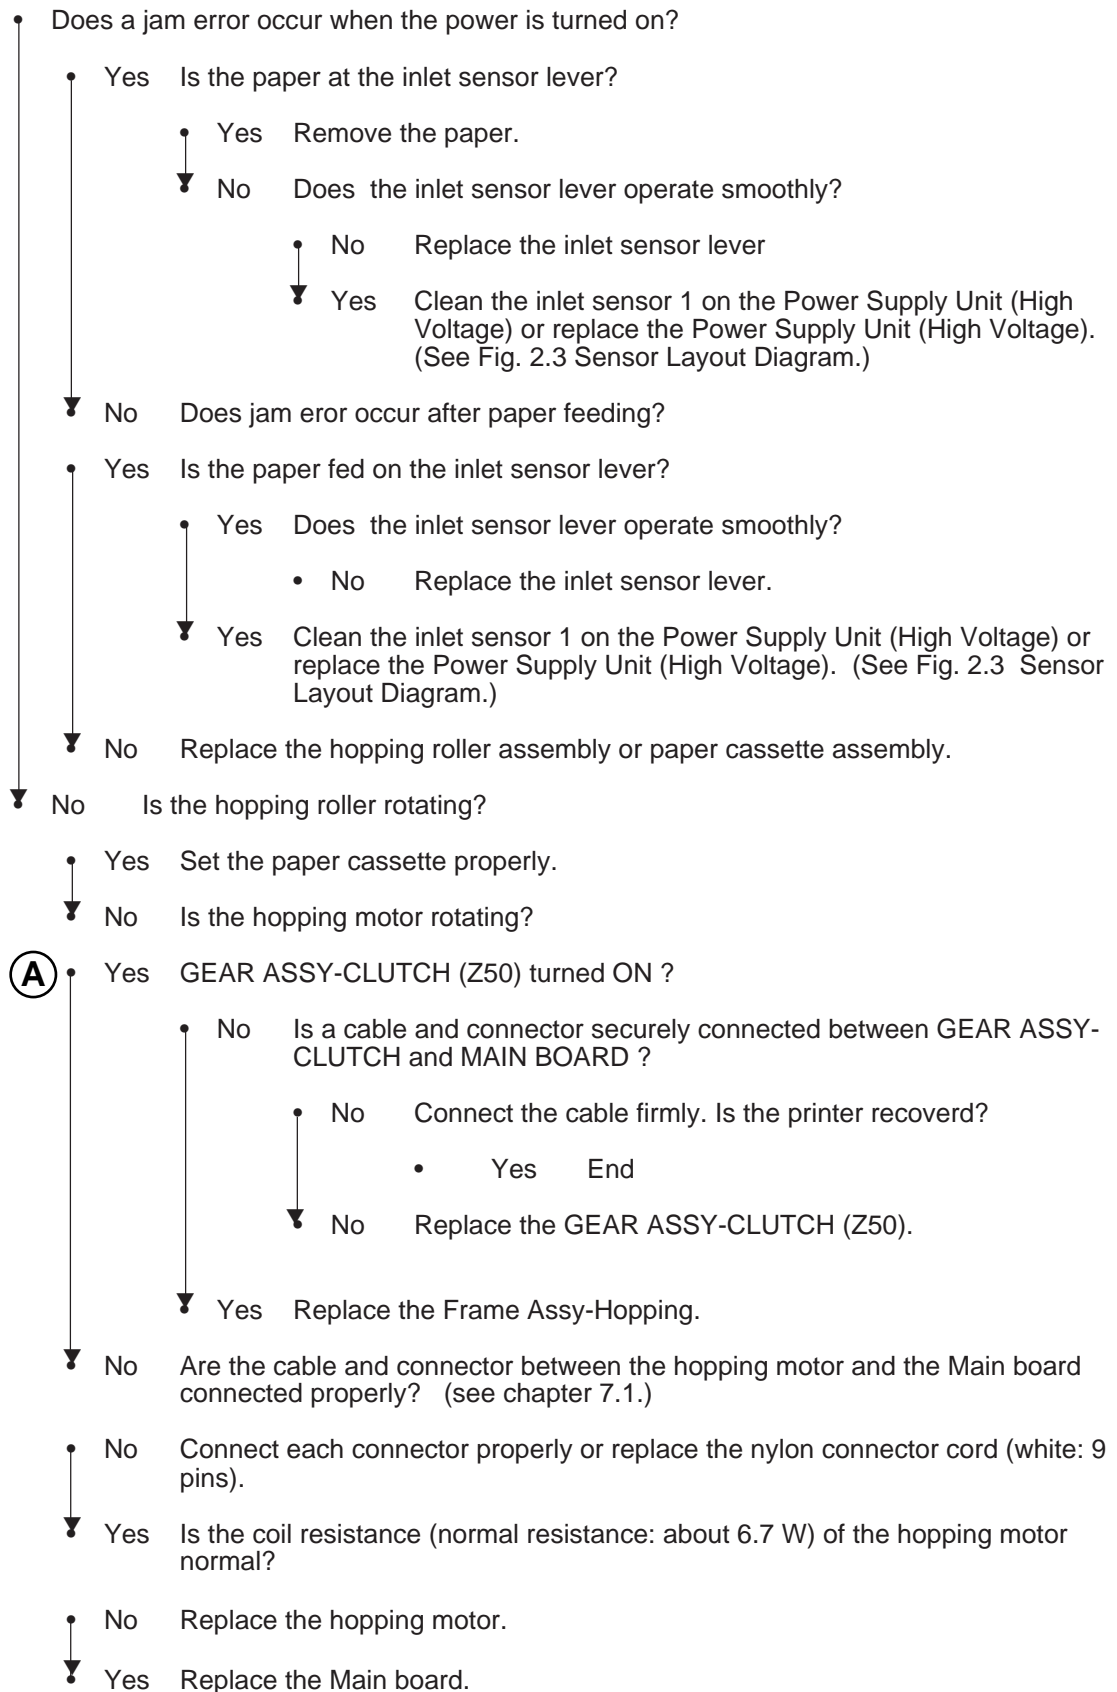 • Does a jam error occur when the power is turned on?
• Yes Is the paper at the inlet sensor lever?
• Yes Remove the paper.
• No Does the inlet sensor lever operate smoothly?
• No Replace the inlet sensor lever
• Yes Clean the inlet sensor 1 on the Power Supply Unit (High
Voltage) or replace the Power Supply Unit (High Voltage).
(See Fig. 2.3 Sensor Layout Diagram.)
• No Does jam eror occur after paper feeding?
• Yes Is the paper fed on the inlet sensor lever?
• Yes Does the inlet sensor lever operate smoothly?
• No Replace the inlet sensor lever.
• Yes Clean the inlet sensor 1 on the Power Supply Unit (High Voltage) or
replace the Power Supply Unit (High Voltage). (See Fig. 2.3 Sensor
Layout Diagram.)
• No Replace the hopping roller assembly or paper cassette assembly.
• No Is the hopping roller rotating?
• Yes Set the paper cassette properly.
• No Is the hopping motor rotating?
A • Yes GEAR ASSY-CLUTCH (Z50) turned ON ?
• No Is a cable and connector securely connected between GEAR ASSY-
CLUTCH and MAIN BOARD ?
• No Connect the cable firmly. Is the printer recoverd?
• Yes End
• No Replace the GEAR ASSY-CLUTCH (Z50).
• Yes Replace the Frame Assy-Hopping.
• No Are the cable and connector between the hopping motor and the Main board
connected properly? (see chapter 7.1.)
• No Connect each connector properly or replace the nylon connector cord (white: 9
pins).
• Yes Is the coil resistance (normal resistance: about 6.7 W) of the hopping motor
normal?
• No Replace the hopping motor.
• Yes Replace the Main board.